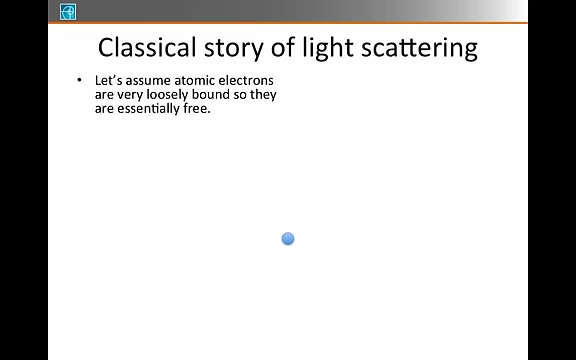 Classical story of light scattering
• Let's assume atomic electrons
are very loosely bound so they
are essentially free.